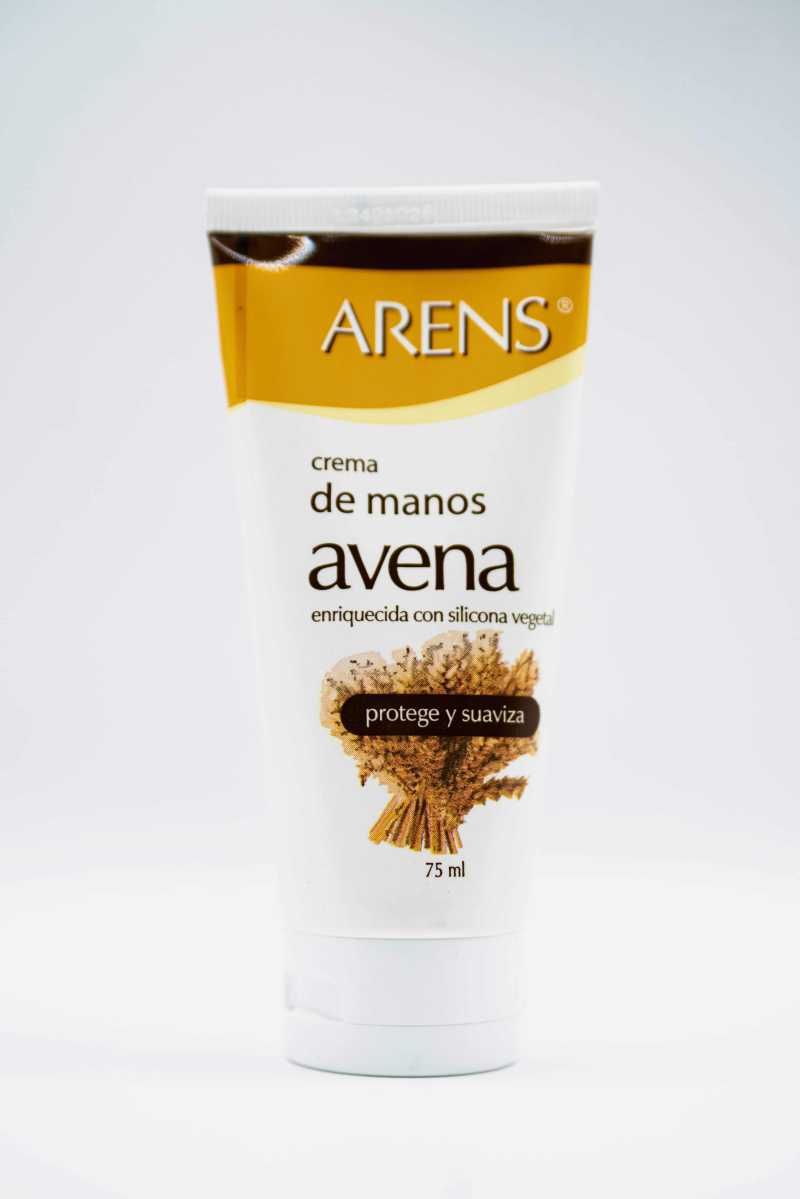 ARENS®
crema
de manos
avena
enriquecida con silicona vegetal
protege y suaviza
75 ml